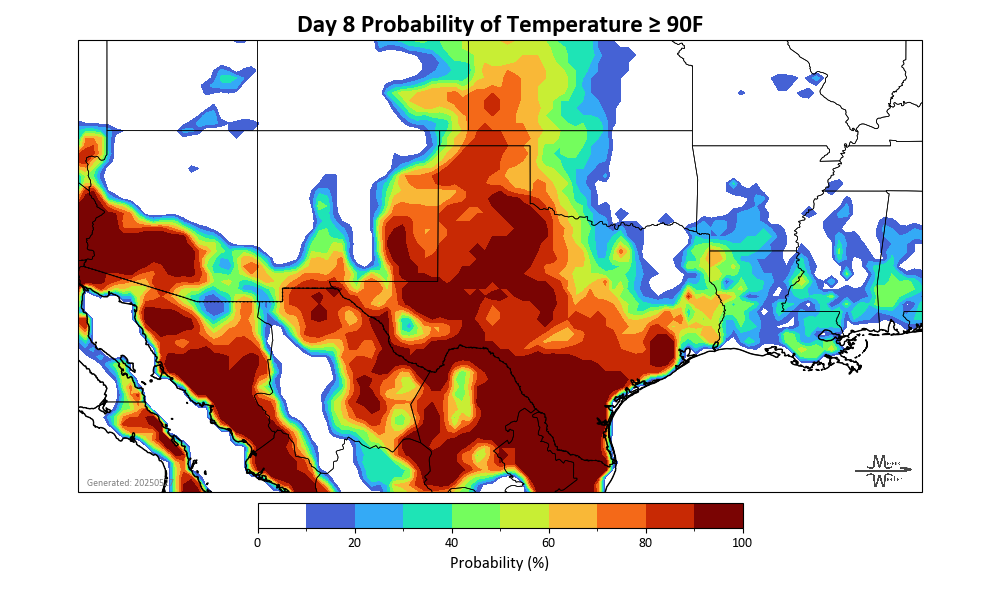 Day 8 Probability of Temperature ≥ 90F
Generated: 202505
0 20 40 60 80 100
Probability (%)